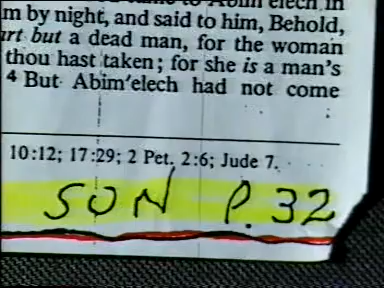 m by night, and said to him, Behold,
art but a dead man, for the woman
thou hast taken; for she is a man's
4 But Abim'elech had not come
10:12; 17:29; 2 Pet. 2:6; Jude 7.
SUN P.32